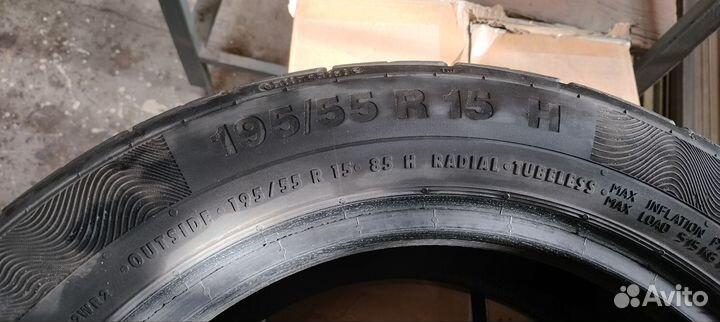 195/55 R 15 H
OUTSIDE · 195/55 R 15 · 85 H RADIAL · TUBELESS ·
MAX INFLATION P
MAX LOAD 515 KG
Avito